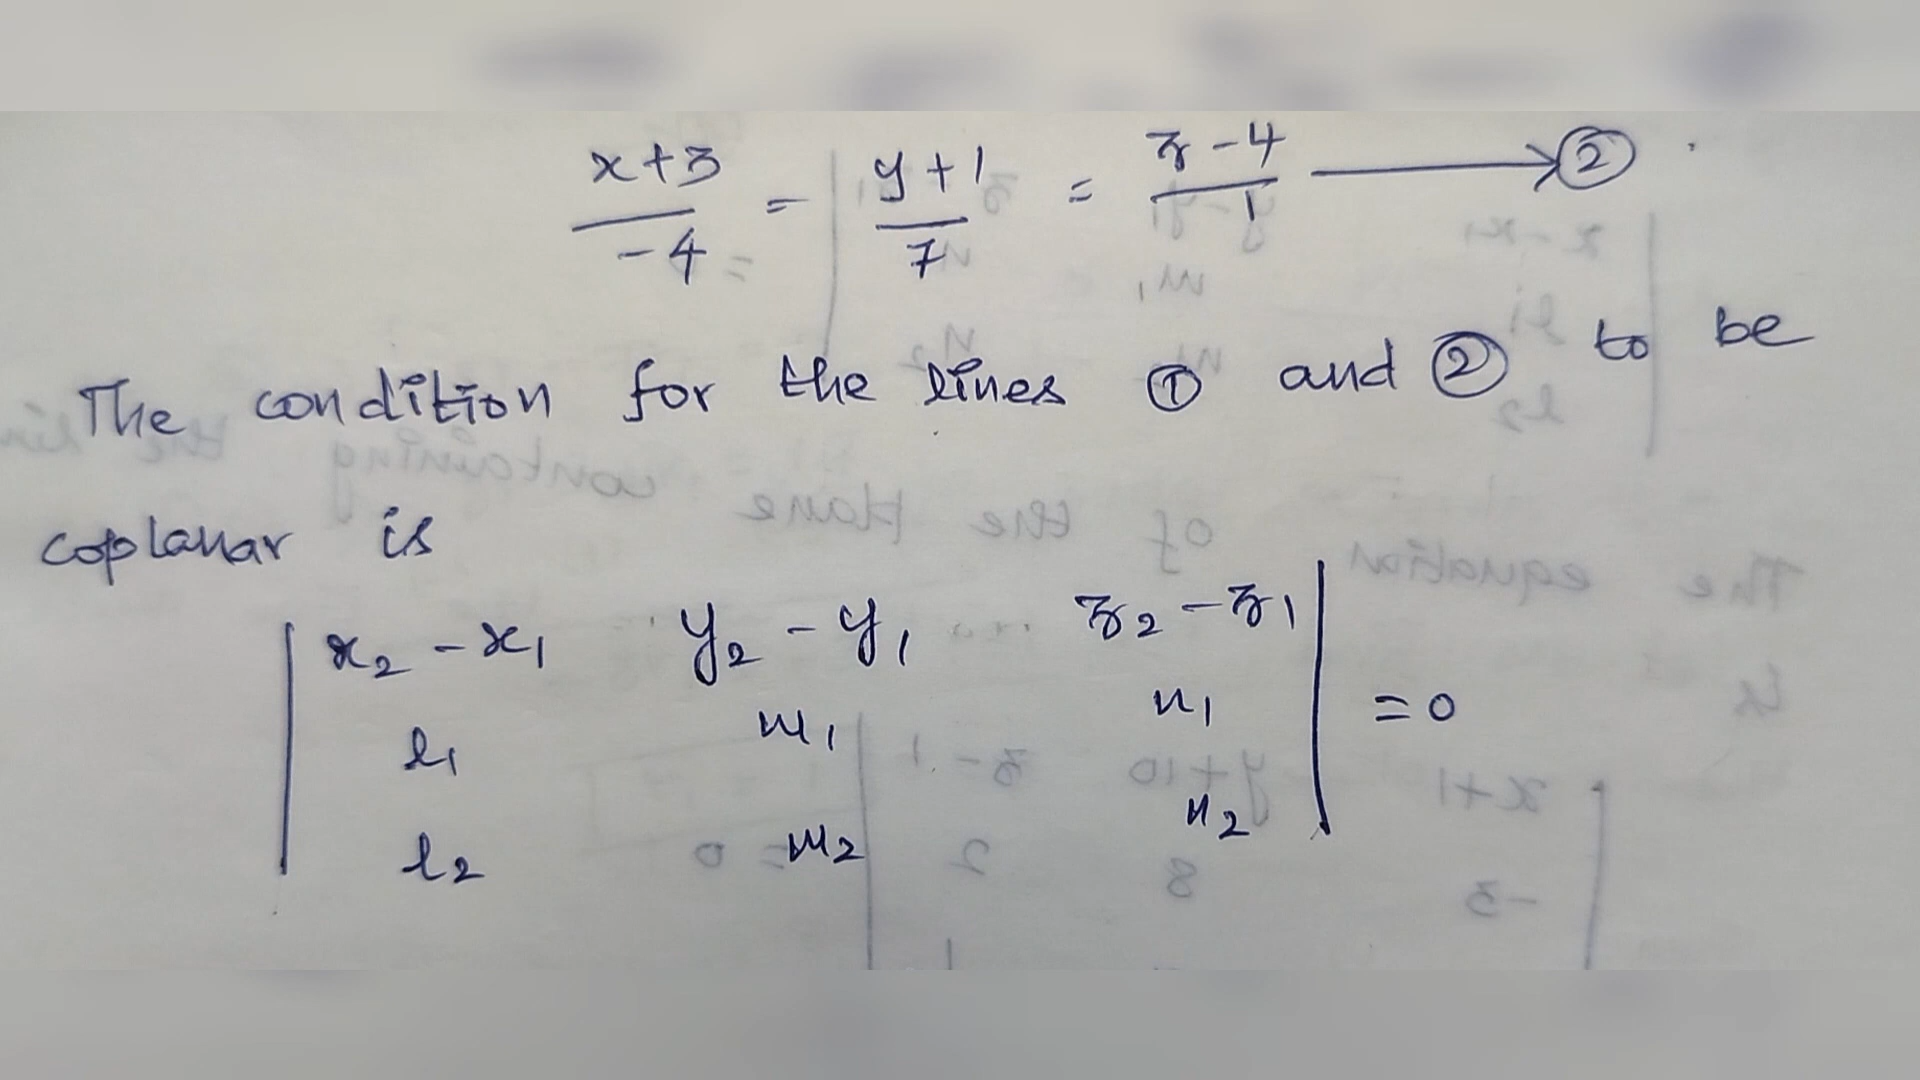 x+3/-4 = y+1/7 = z-4/1 → ②
The condition for the lines ① and ② to be
coplanar is
| x₂-x₁ y₂-y₁ z₂-z₁ |
| l₁ m₁ n₁ | =0
| l₂ m₂ n₂ |